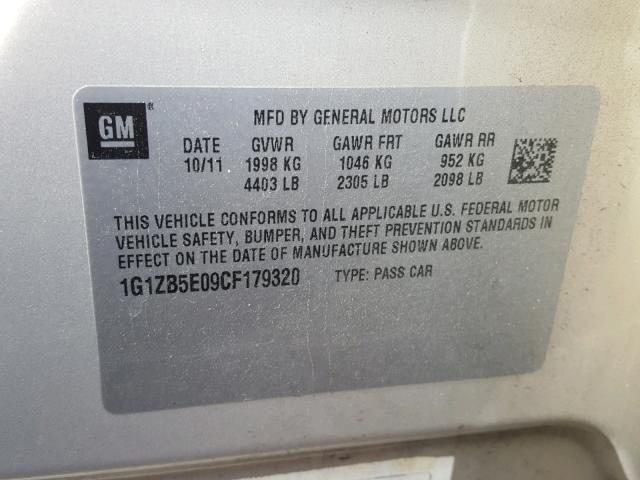 GM ®
MFD BY GENERAL MOTORS LLC
DATE GVWR GAWR FRT GAWR RR
10/11 1998 KG 1046 KG 952 KG
4403 LB 2305 LB 2098 LB
THIS VEHICLE CONFORMS TO ALL APPLICABLE U.S. FEDERAL MOTOR
VEHICLE SAFETY, BUMPER, AND THEFT PREVENTION STANDARDS IN
EFFECT ON THE DATE OF MANUFACTURE SHOWN ABOVE.
1G1ZB5E09CF179320 TYPE: PASS CAR